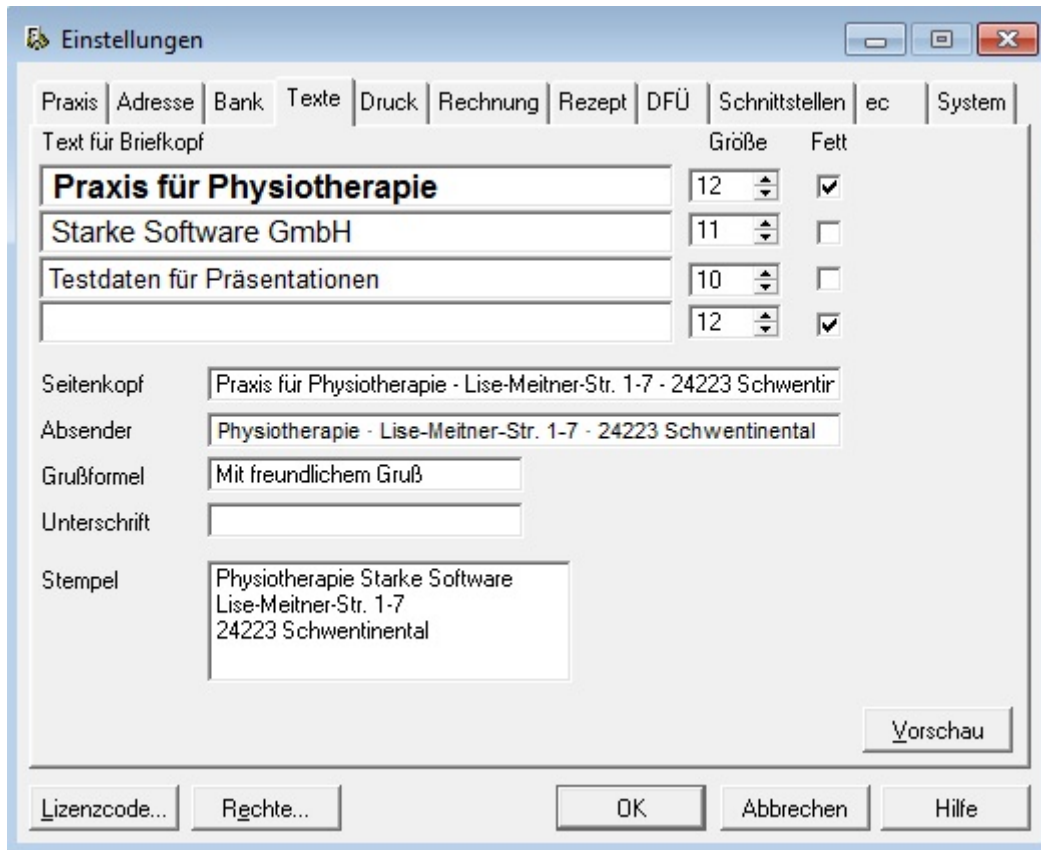 Einstellungen
Praxis Adresse Bank Texte Druck Rechnung Rezept DFÜ Schnittstellen ec System
Text für Briefkopf Größe Fett
Praxis für Physiotherapie 12
Starke Software GmbH 11
Testdaten für Präsentationen 10
12
Seitenkopf Praxis für Physiotherapie - Lise-Meitner-Str. 1-7 - 24223 Schwentin
Absender Physiotherapie - Lise-Meitner-Str. 1-7 - 24223 Schwentinental
Grußformel Mit freundlichem Gruß
Unterschrift
Stempel Physiotherapie Starke Software
Lise-Meitner-Str. 1-7
24223 Schwentinental
Vorschau
Lizenzcode... Rechte... OK Abbrechen Hilfe